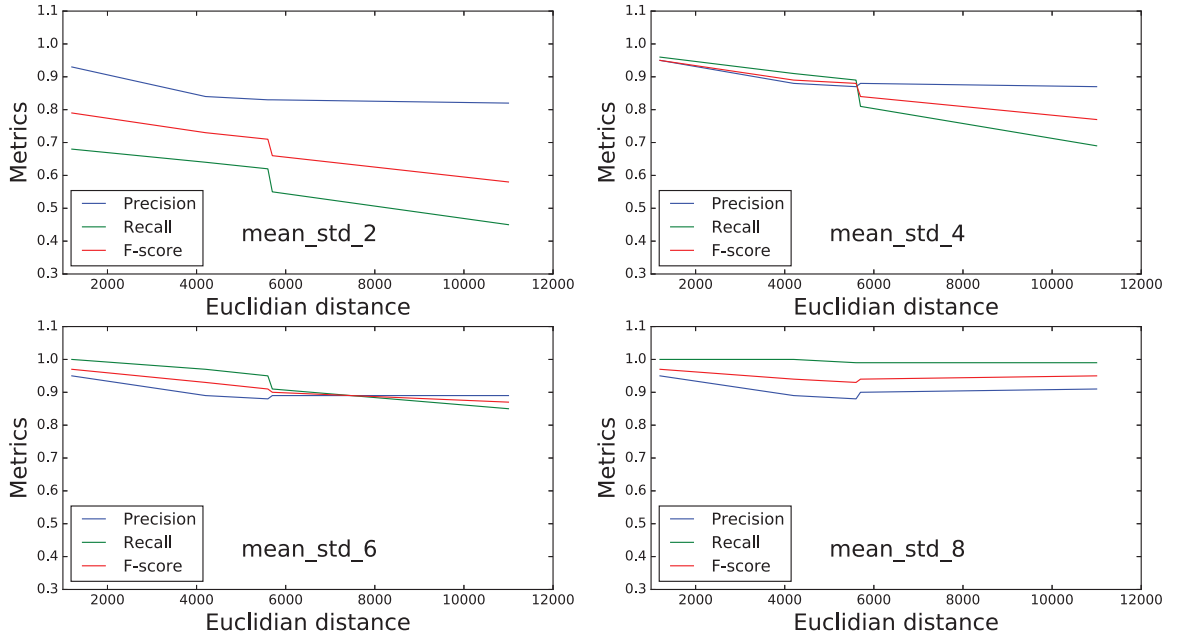 1.1
1.0
0.9
0.8
0.7
0.6
0.5
0.4
0.3
Metrics
Precision
Recall
F-score
mean_std_2
2000 4000 6000 8000 10000 12000
Euclidian distance
1.1
1.0
0.9
0.8
0.7
0.6
0.5
0.4
0.3
Metrics
Precision
Recall
F-score
mean_std_4
2000 4000 6000 8000 10000 12000
Euclidian distance
1.1
1.0
0.9
0.8
0.7
0.6
0.5
0.4
0.3
Metrics
Precision
Recall
F-score
mean_std_6
2000 4000 6000 8000 10000 12000
Euclidian distance
1.1
1.0
0.9
0.8
0.7
0.6
0.5
0.4
0.3
Metrics
Precision
Recall
F-score
mean_std_8
2000 4000 6000 8000 10000 12000
Euclidian distance